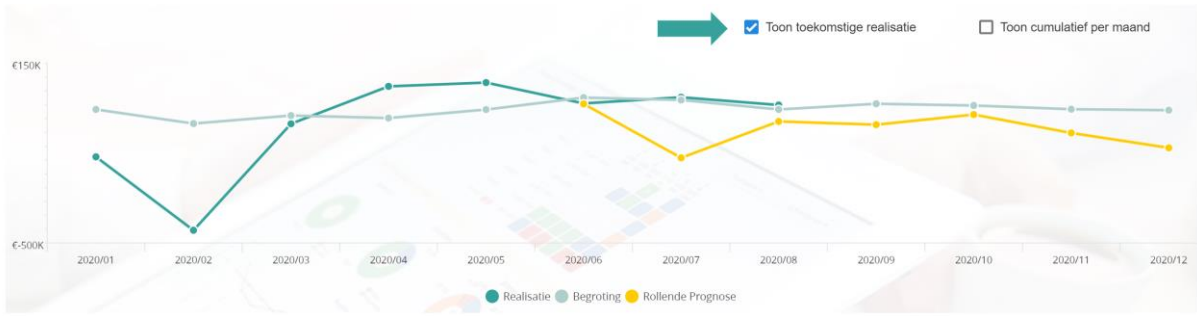 Toon toekomstige realisatie Toon cumulatief per maand
€150K
€-500K
2020/01 2020/02 2020/03 2020/04 2020/05 2020/06 2020/07 2020/08 2020/09 2020/10 2020/11 2020/12
Realisatie Begroting Rollende Prognose